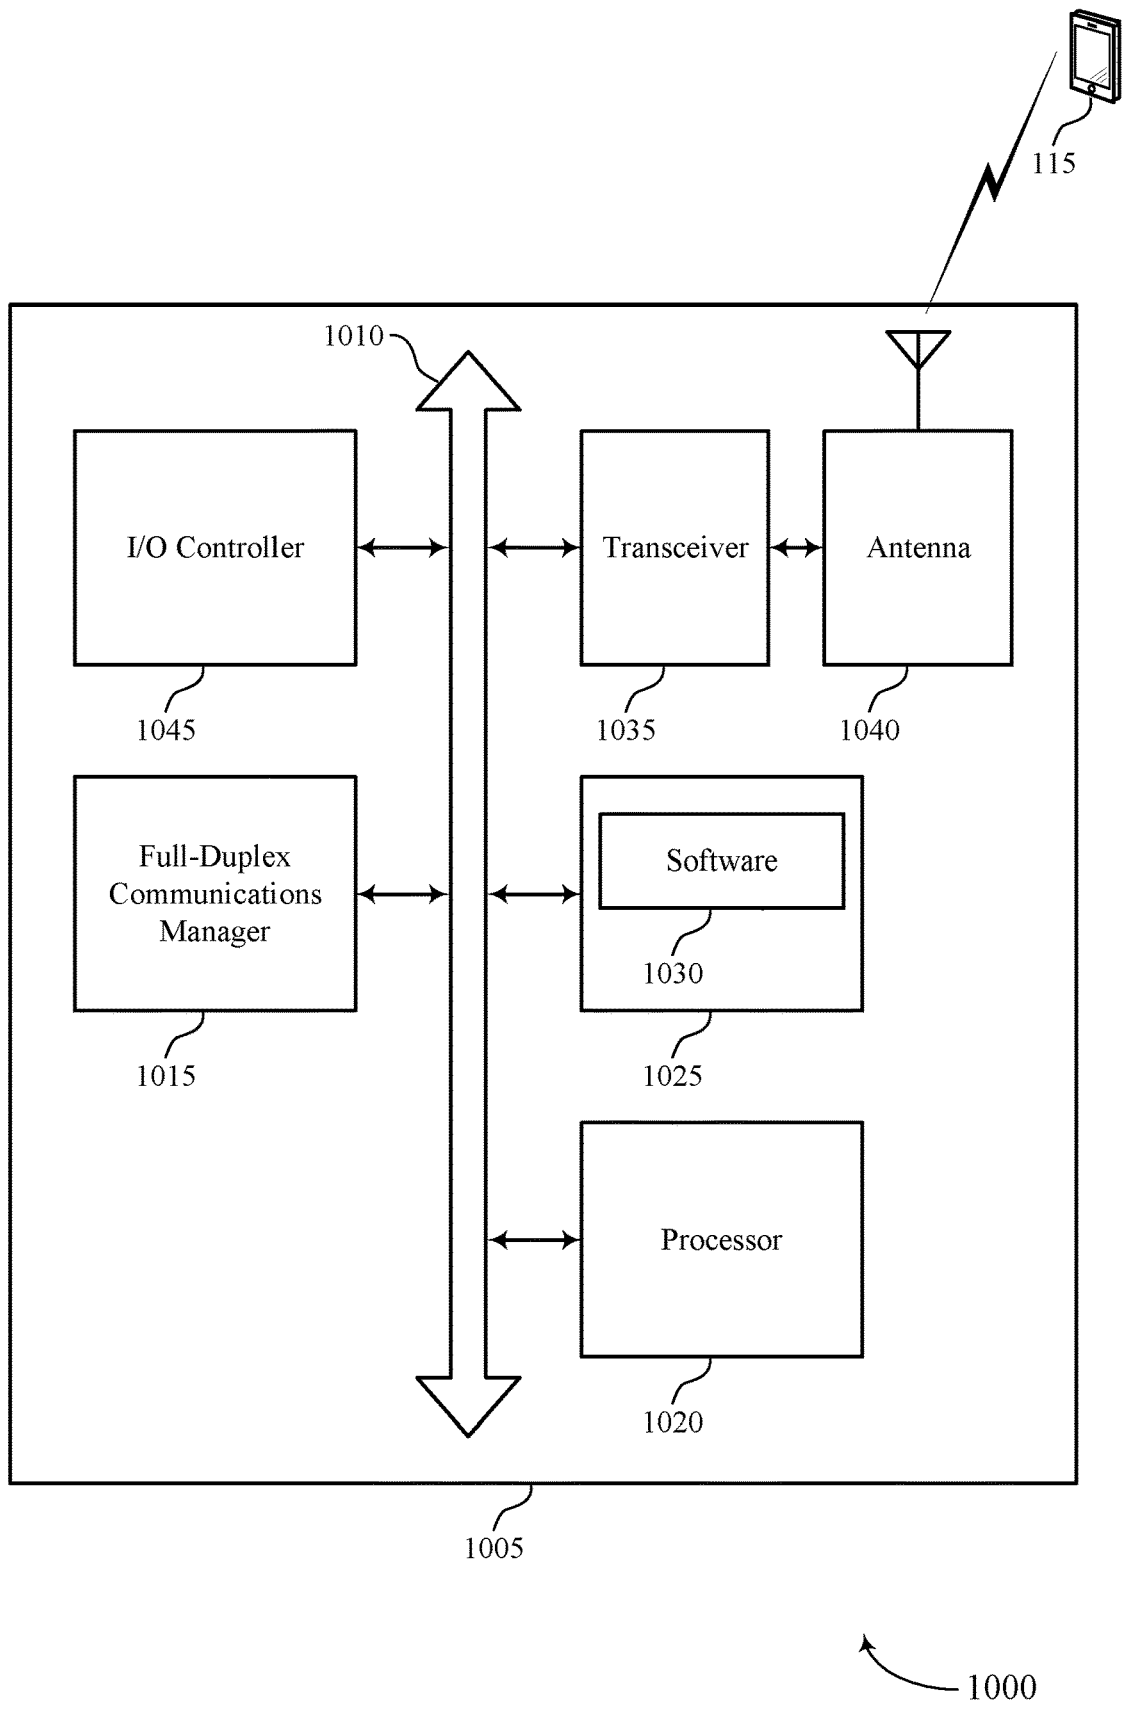 115
1010
I/O Controller
Transceiver
Antenna
1045
1035
1040
Full-Duplex
Communications
Manager
Software
1030
1015
1025
Processor
1020
1005
1000